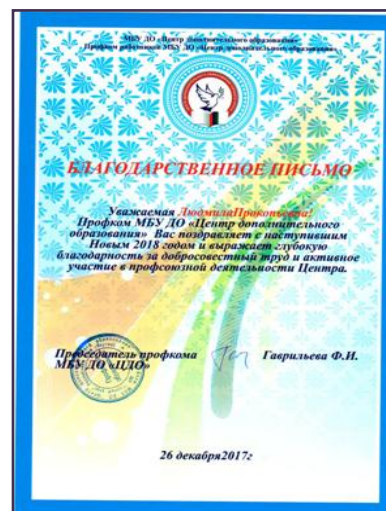 МБУ ДО «Центр дополнительного образования»
Профком работников МБУ ДО «Центр дополнительного образования»
БЛАГОДАРСТВЕННОЕ ПИСЬМО
Уважаемая ЛюдмилаПрокопьевна!
Профком МБУ ДО «Центр дополнительного
образования» Вас поздравляет с наступившим
Новым 2018 годом и выражает глубокую
благодарность за добросовестный труд и активное
участие в профсоюзной деятельности Центра.
Председатель профкома Гаврильева Ф.И.
МБУ ДО «ЦДО»
26 декабря2017г